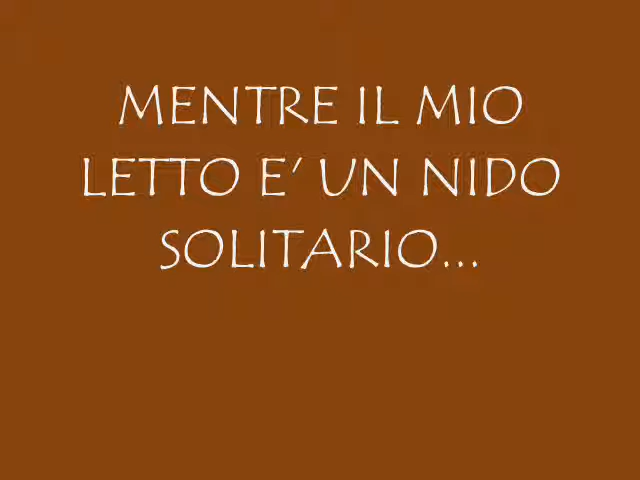 MENTRE IL MIO
LETTO E’ UN NIDO
SOLITARIO...